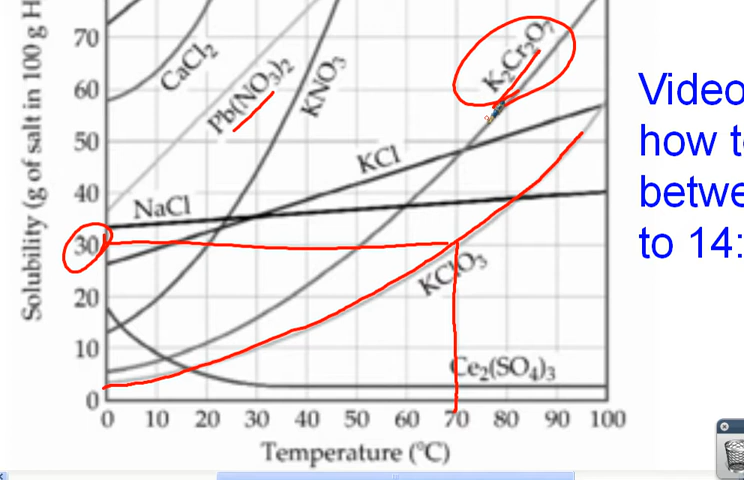 Solubility (g of salt in 100 g H
70
60
50
40
30
20
10
0
CaCl2
Pb(NO3)2
KNO3
K2Cr2O7
KCl
NaCl
KClO3
Ce2(SO4)3
0 10 20 30 40 50 60 70 80 90 100
Temperature (°C)
Video
how t
betwe
to 14: